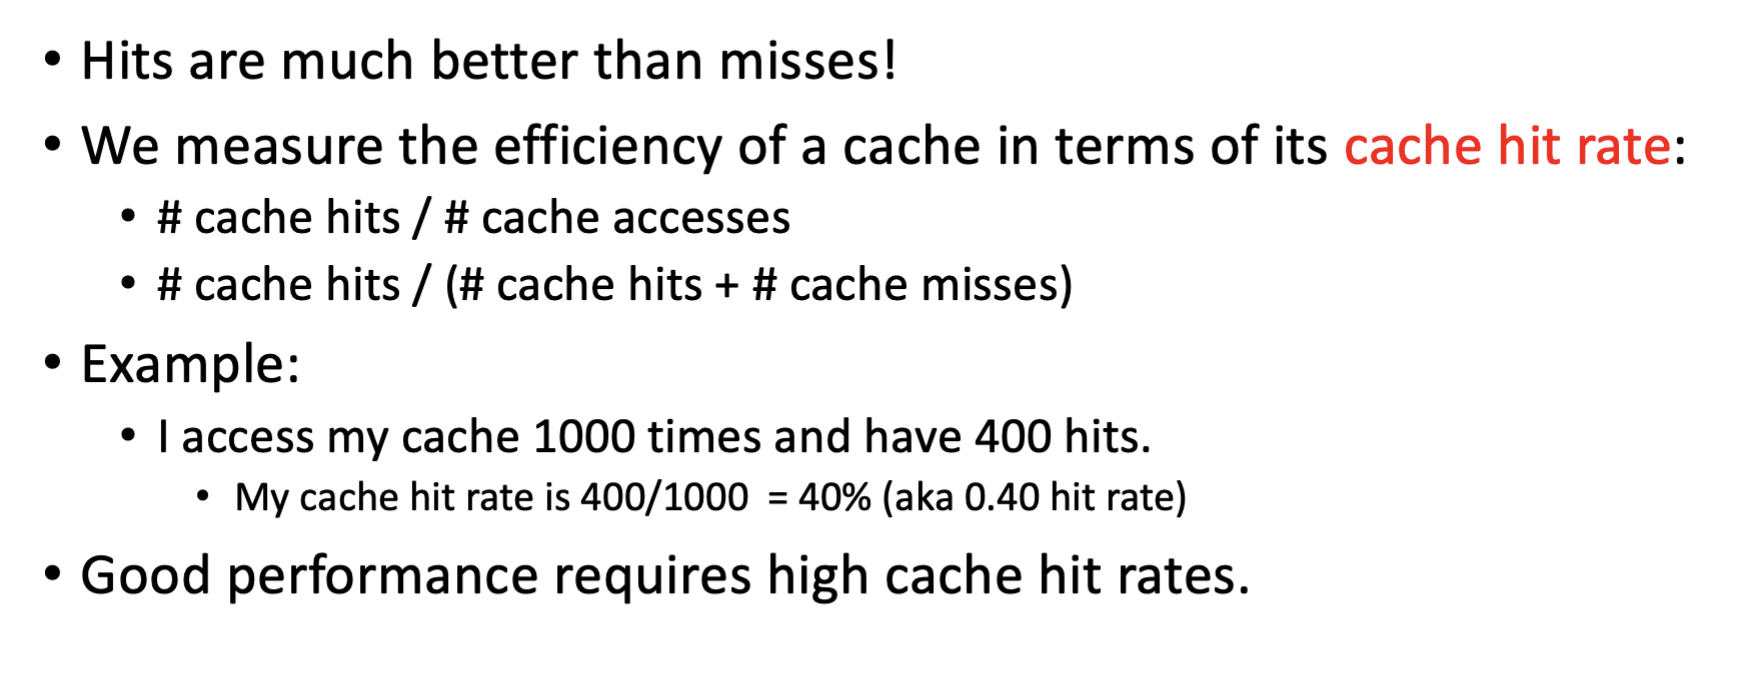 • Hits are much better than misses!
• We measure the efficiency of a cache in terms of its cache hit rate:
• # cache hits / # cache accesses
• # cache hits / (# cache hits + # cache misses)
• Example:
• I access my cache 1000 times and have 400 hits.
• My cache hit rate is 400/1000  = 40% (aka 0.40 hit rate)
• Good performance requires high cache hit rates.